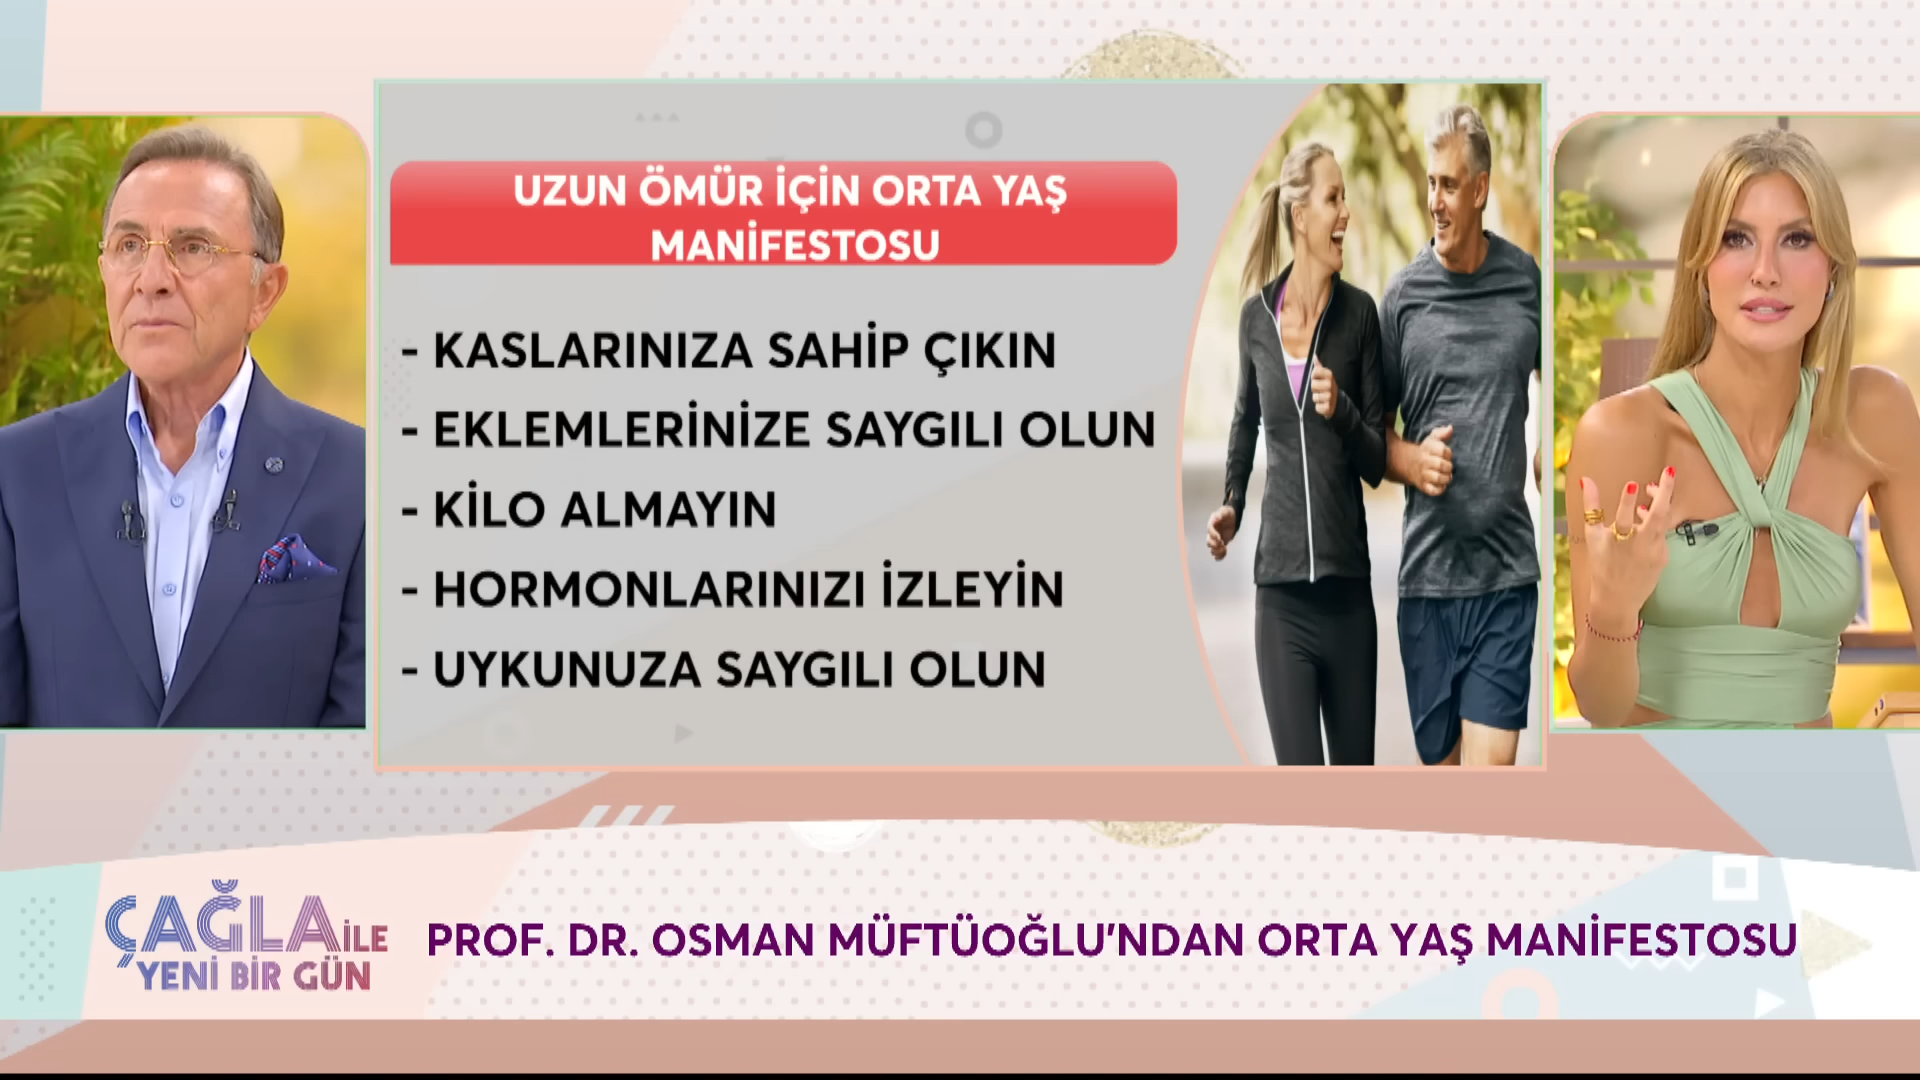 UZUN ÖMÜR İÇİN ORTA YAŞ
MANİFESTOSU
- KASLARINIZA SAHİP ÇIKIN
- EKLEMLERİNİZE SAYGILI OLUN
- KİLO ALMAYIN
- HORMONLARINIZI İZLEYİN
- UYKUNUZA SAYGILI OLUN
ÇAĞLA İLE
YENİ BİR GÜN
PROF. DR. OSMAN MÜFTÜOĞLU'NDAN ORTA YAŞ MANİFESTOSU